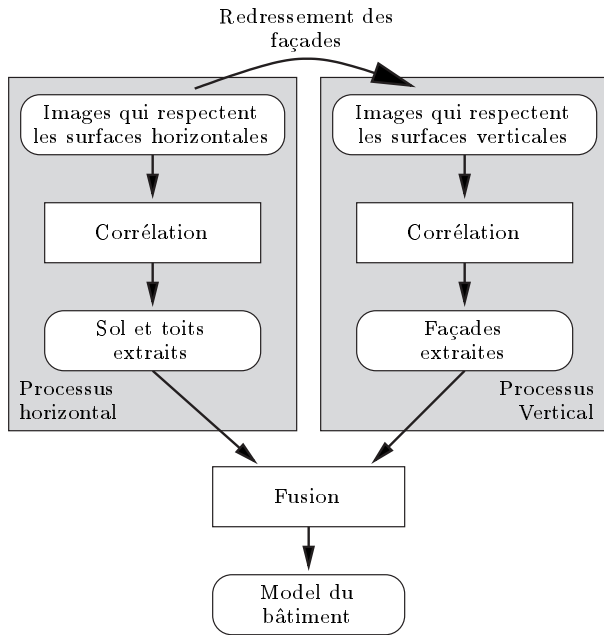 Redressement des
façades
Images qui respectent
les surfaces horizontales
Corrélation
Sol et toits
extraits
Processus
horizontal
Images qui respectent
les surfaces verticales
Corrélation
Façades
extraites
Processus
Vertical
Fusion
Model du
bâtiment